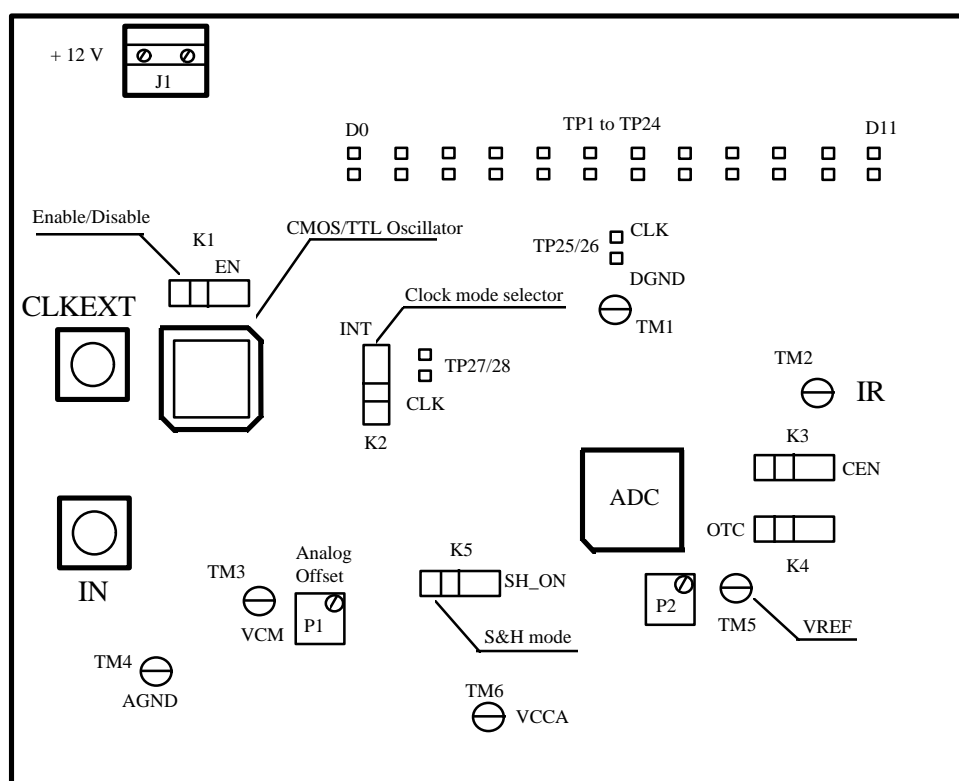 + 12 V
J1
D0
TP1 to TP24
D11
Enable/Disable
K1
EN
CMOS/TTL Oscillator
CLK
TP25/26
DGND
TM1
CLKEXT
Clock mode selector
INT
TP27/28
CLK
K2
TM2
IR
K3
CEN
ADC
OTC
K4
IN
TM3
VCM
Analog
Offset
P1
K5
SH_ON
S&H mode
P2
TM5
VREF
TM4
AGND
TM6
VCCA